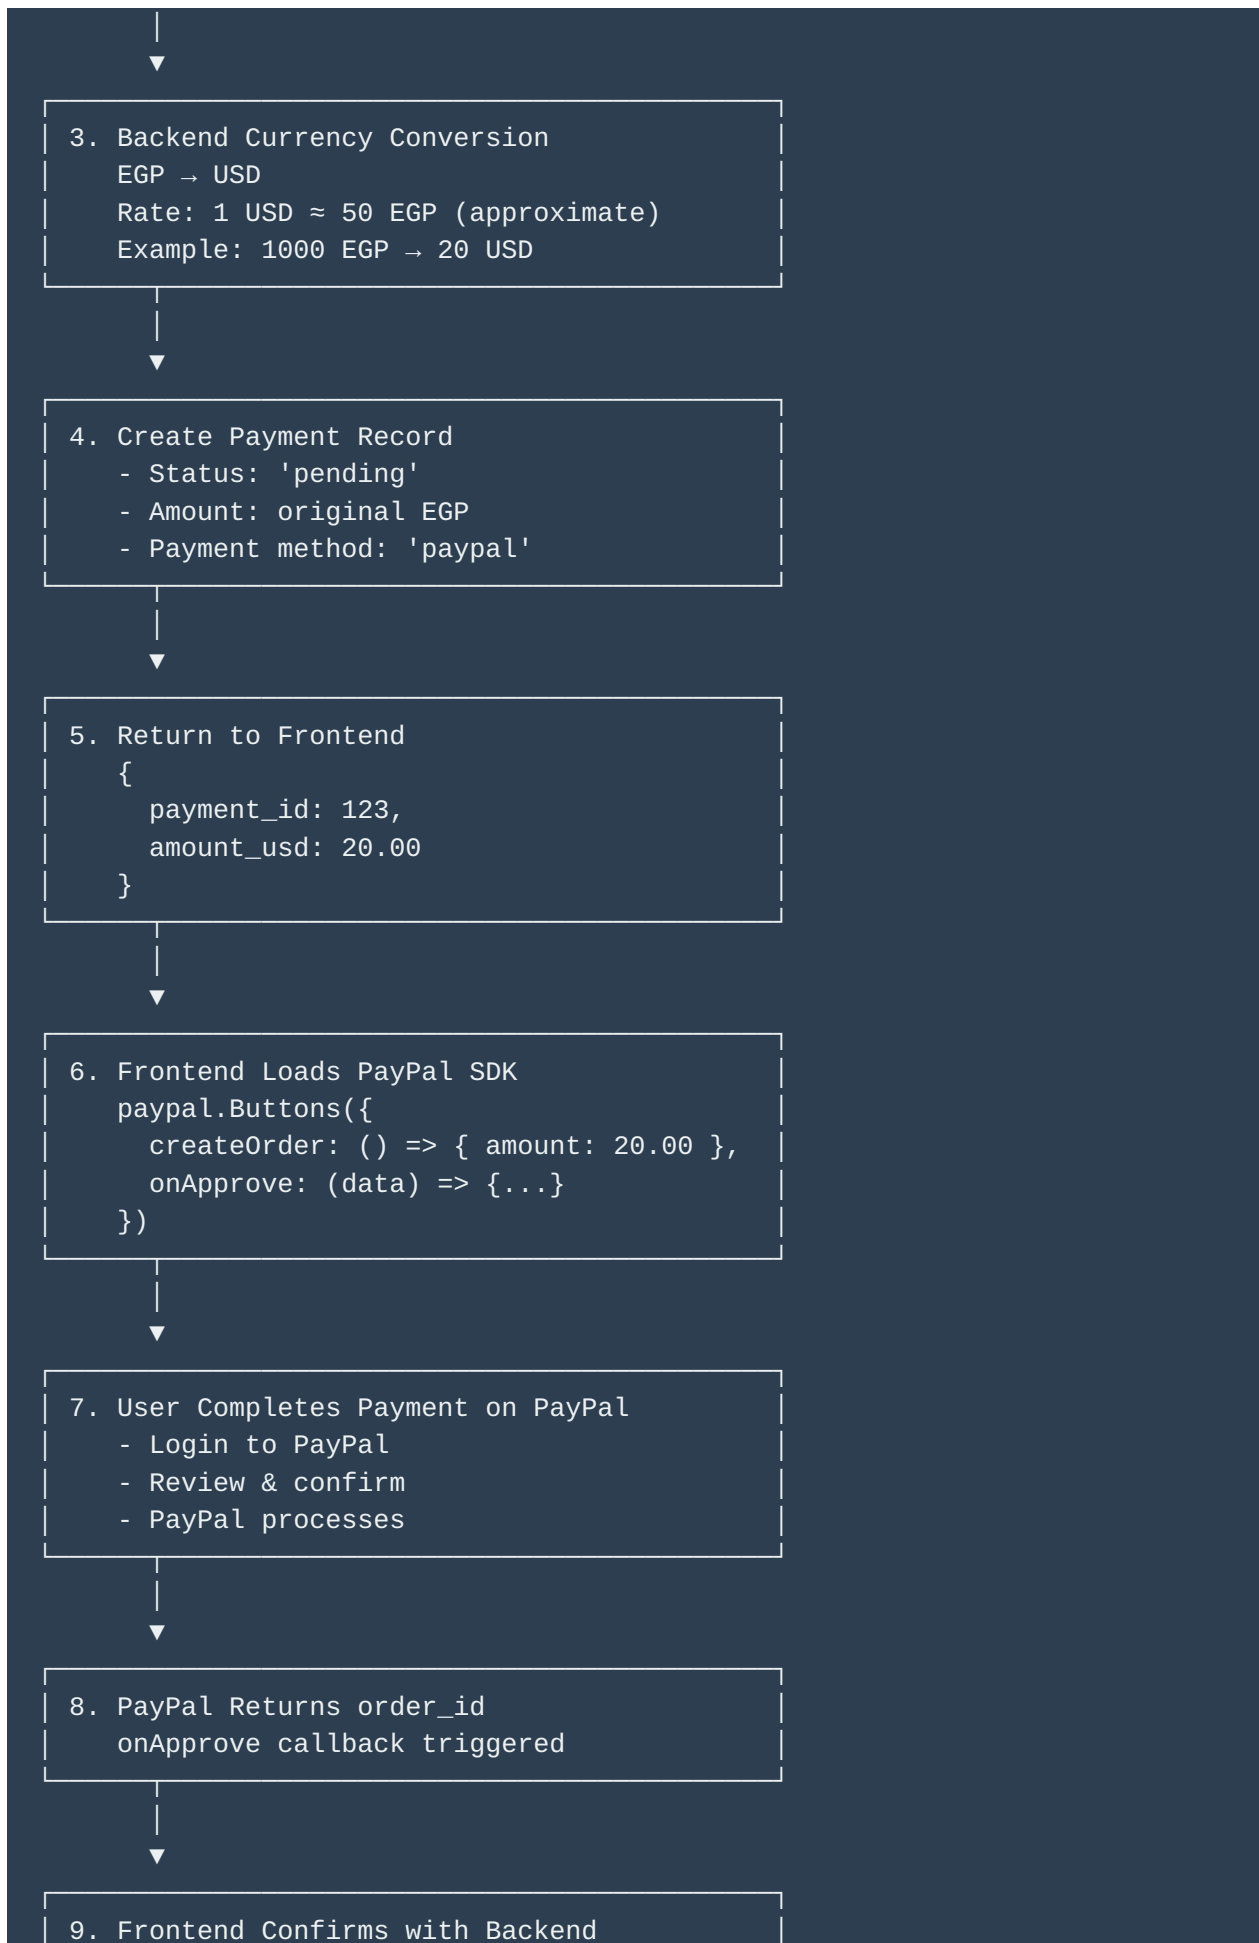 3. Backend Currency Conversion
EGP → USD
Rate: 1 USD ≈ 50 EGP (approximate)
Example: 1000 EGP → 20 USD
4. Create Payment Record
- Status: 'pending'
- Amount: original EGP
- Payment method: 'paypal'
5. Return to Frontend
{
payment_id: 123,
amount_usd: 20.00
}
6. Frontend Loads PayPal SDK
paypal.Buttons({
createOrder: () => { amount: 20.00 },
onApprove: (data) => {...}
})
7. User Completes Payment on PayPal
- Login to PayPal
- Review & confirm
- PayPal processes
8. PayPal Returns order_id
onApprove callback triggered
9. Frontend Confirms with Backend